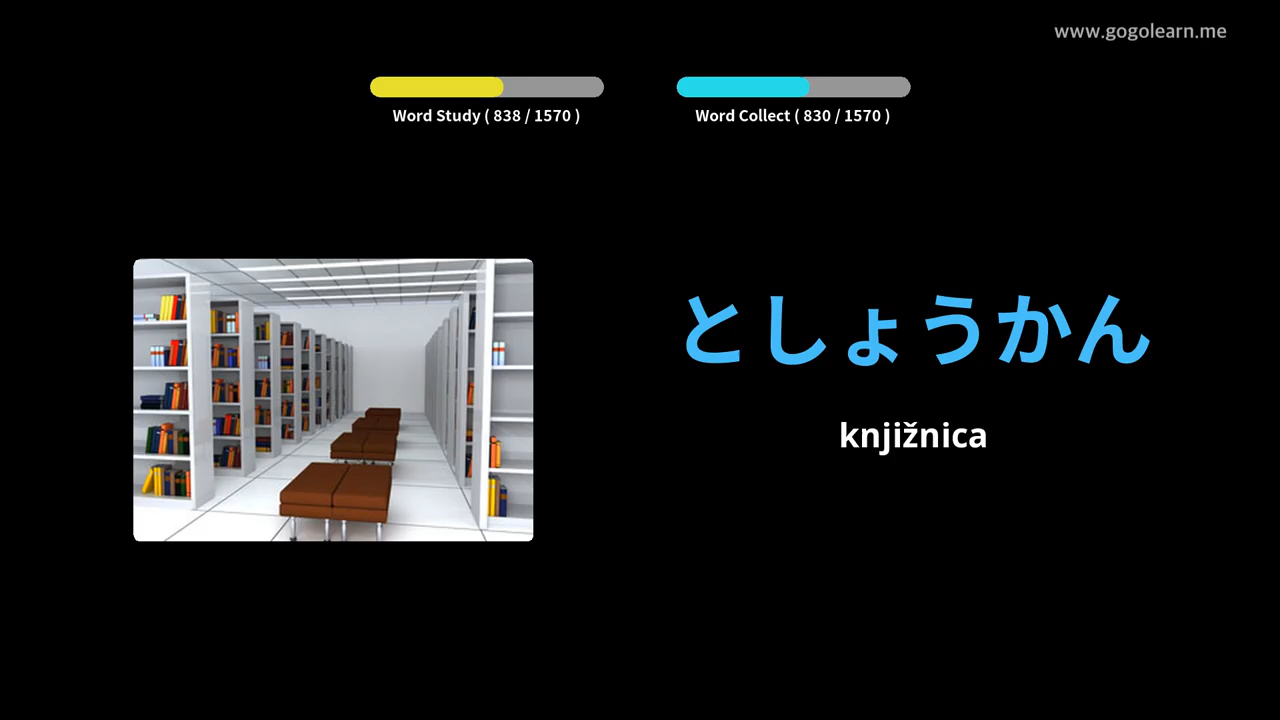 www.gogolearn.me
Word Study ( 838 / 1570 )
Word Collect ( 830 / 1570 )
としょうかん
knjižnica